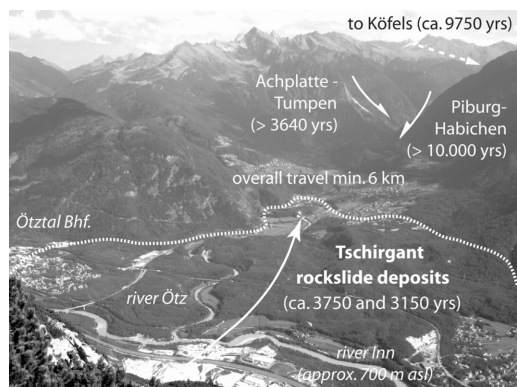 to Köfels (ca. 9750 yrs)
Achplatte -
Tumpen
(> 3640 yrs)
Piburg-
Habichen
(> 10.000 yrs)
overall travel min. 6 km
Ötztal Bhf.
Tschirgant
rockslide deposits
(ca. 3750 and 3150 yrs)
river Ötz
river Inn
(approx. 700 m asl)